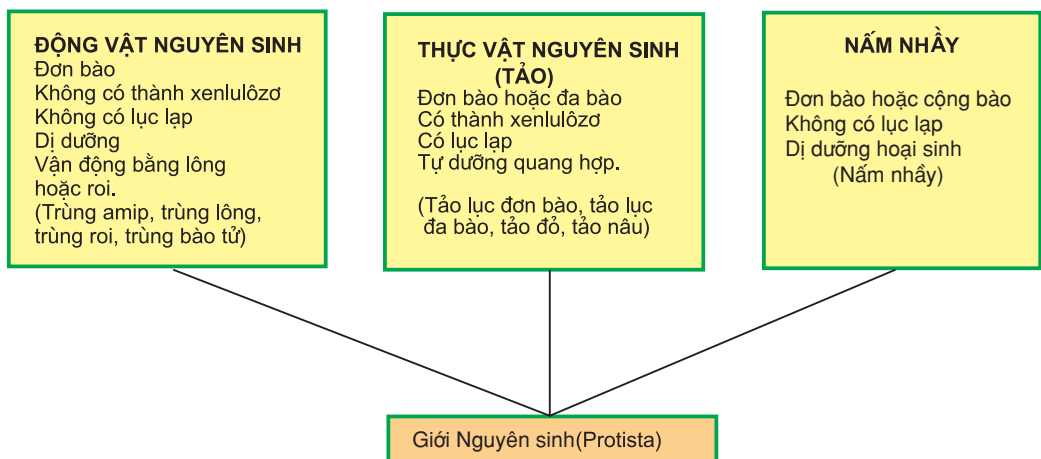 ĐỘNG VẬT NGUYÊN SINH
Đơn bào
Không có thành xenlulôzơ
Không có lục lạp
Dị dưỡng
Vận động bằng lông
hoặc roi.
(Trùng amip, trùng lông,
trùng roi, trùng bào tử)
THỰC VẬT NGUYÊN SINH
(TẢO)
Đơn bào hoặc đa bào
Có thành xenlulôzơ
Có lục lạp
Tự dưỡng quang hợp.
(Tảo lục đơn bào, tảo lục
đa bào, tảo đỏ, tảo nâu)
NẤM NHẦY
Đơn bào hoặc cộng bào
Không có lục lạp
Dị dưỡng hoại sinh
(Nấm nhầy)
Giới Nguyên sinh(Protista)